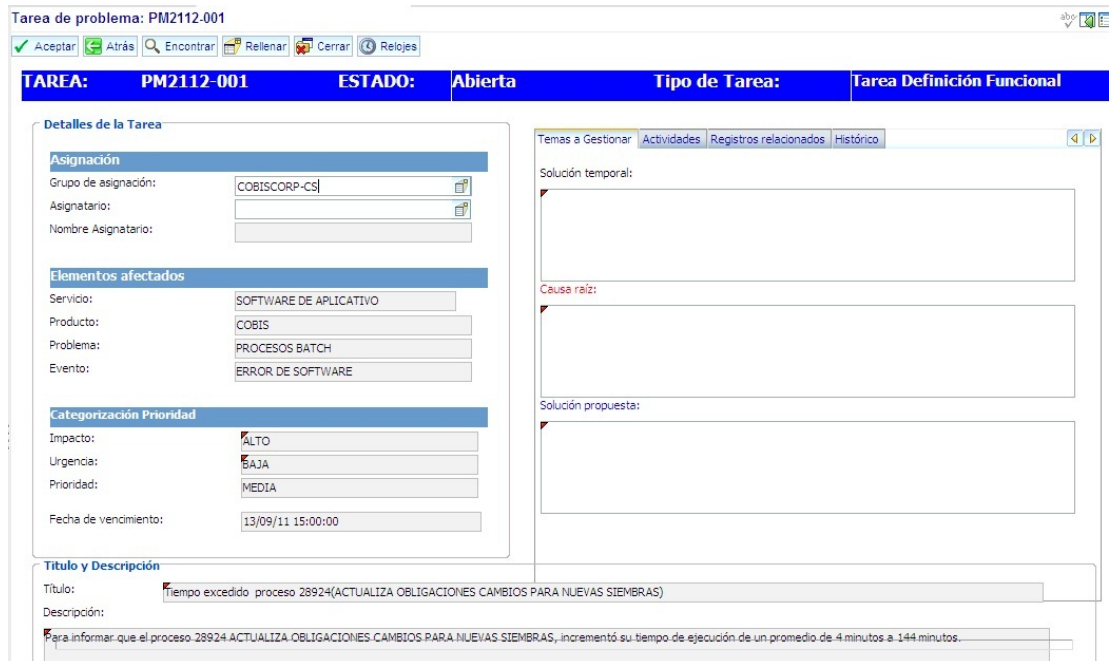 Tarea de problema: PM2112-001
abc
Aceptar Atrás Encontrar Rellenar Cerrar Relojes
TAREA: PM2112-001 ESTADO: Abierta Tipo de Tarea: Tarea Definición Funcional
Detalles de la Tarea
Asignación
Grupo de asignación: COBISCORP-CS
Asignatario:
Nombre Asignatario:
Elementos afectados
Servicio: SOFTWARE DE APLICATIVO
Producto: COBIS
Problema: PROCESOS BATCH
Evento: ERROR DE SOFTWARE
Categorización Prioridad
Impacto: ALTO
Urgencia: BAJA
Prioridad: MEDIA
Fecha de vencimiento: 13/09/11 15:00:00
Temas a Gestionar Actividades Registros relacionados Histórico
Solución temporal:
Causa raíz:
Solución propuesta:
Titulo y Descripción
Título: Tiempo excedido proceso 28924(ACTUALIZA OBLIGACIONES CAMBIOS PARA NUEVAS SIEMBRAS)
Descripción:
Para informar que el proceso 28924 ACTUALIZA OBLIGACIONES CAMBIOS PARA NUEVAS SIEMBRAS, incrementó su tiempo de ejecución de un promedio de 4 minutos a 144 minutos.